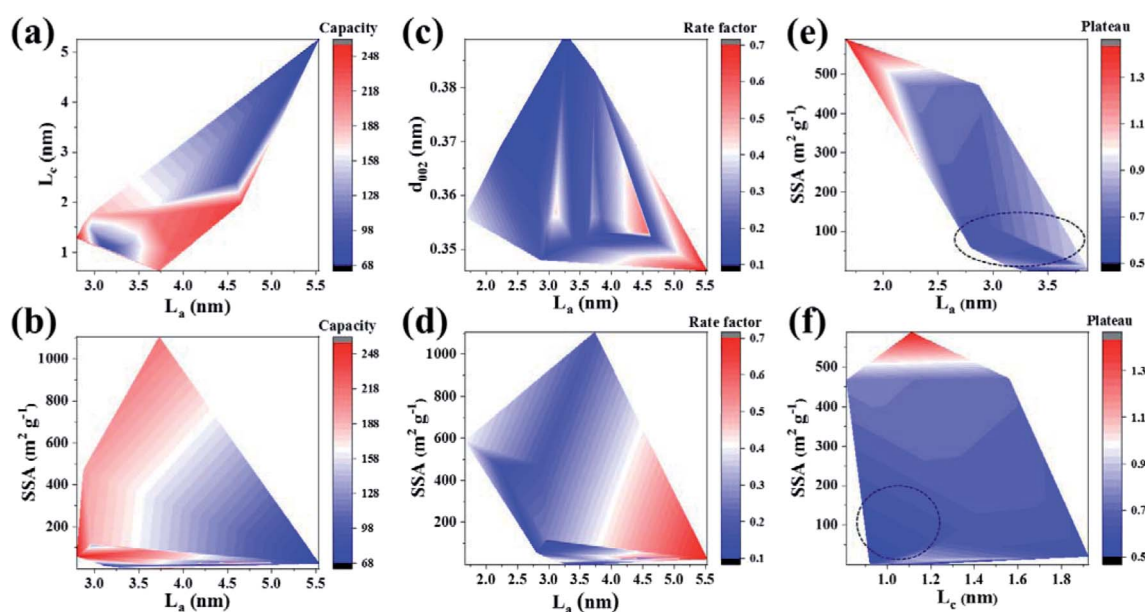 (a)
Capacity
5
4
3
2
1
L_c (nm)
3.0 3.5 4.0 4.5 5.0 5.5
L_a (nm)
248
218
188
158
128
98
68
(c)
Rate factor
0.38
0.37
0.36
0.35
d_002 (nm)
2.0 2.5 3.0 3.5 4.0 4.5 5.0 5.5
L_a (nm)
0.7
0.6
0.5
0.4
0.3
0.2
0.1
(e)
Plateau
500
400
300
200
100
SSA (m² g⁻¹)
2.0 2.5 3.0 3.5
L_a (nm)
1.3
1.1
0.9
0.7
0.5
(b)
Capacity
1000
800
600
400
200
SSA (m² g⁻¹)
3.0 3.5 4.0 4.5 5.0 5.5
L_a (nm)
248
218
188
158
128
98
68
(d)
Rate factor
1000
800
600
400
200
SSA (m² g⁻¹)
2.0 2.5 3.0 3.5 4.0 4.5 5.0 5.5
L_a (nm)
0.7
0.6
0.5
0.4
0.3
0.2
0.1
(f)
Plateau
500
400
300
200
100
SSA (m² g⁻¹)
1.0 1.2 1.4 1.6 1.8
L_c (nm)
1.3
1.1
0.9
0.7
0.5